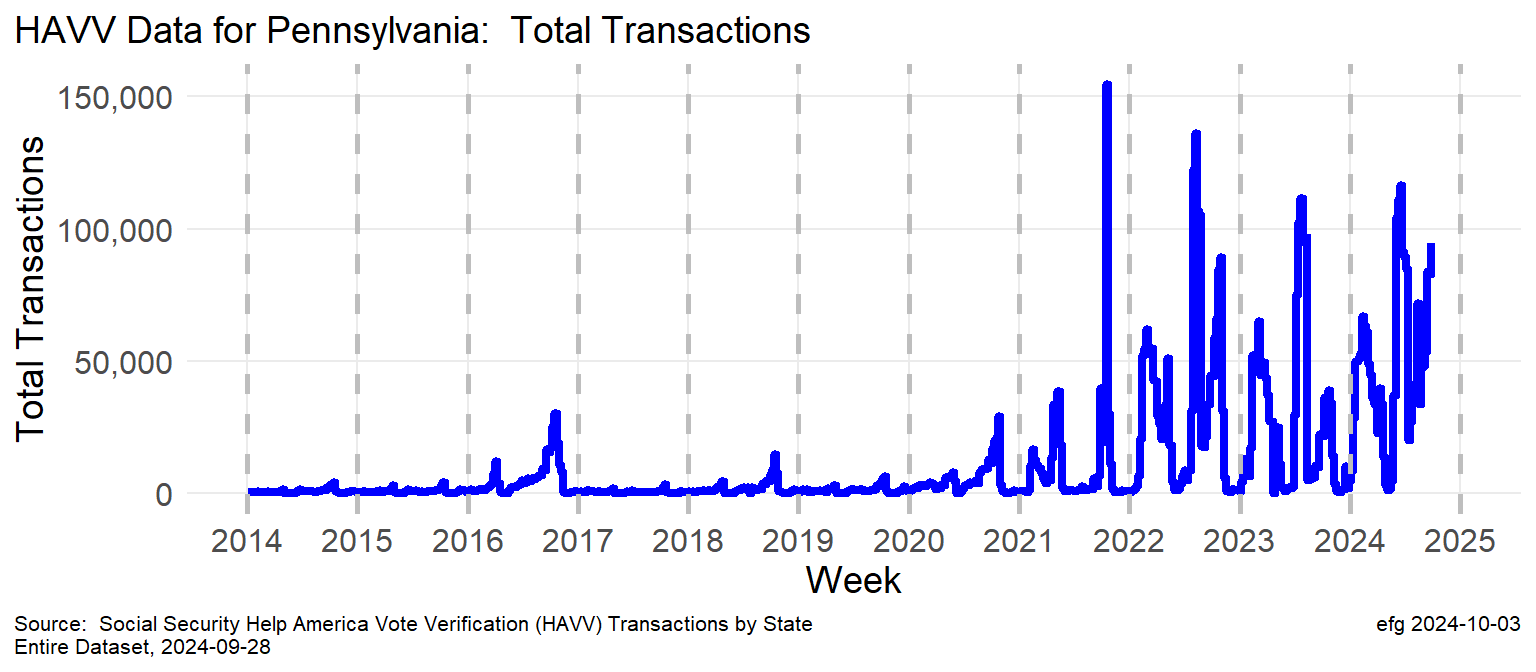 HAVV Data for Pennsylvania:  Total Transactions
Total Transactions
150,000
100,000
50,000
0
2014 2015 2016 2017 2018 2019 2020 2021 2022 2023 2024 2025
Week
Source:  Social Security Help America Vote Verification (HAVV) Transactions by State
Entire Dataset, 2024-09-28
efg 2024-10-03